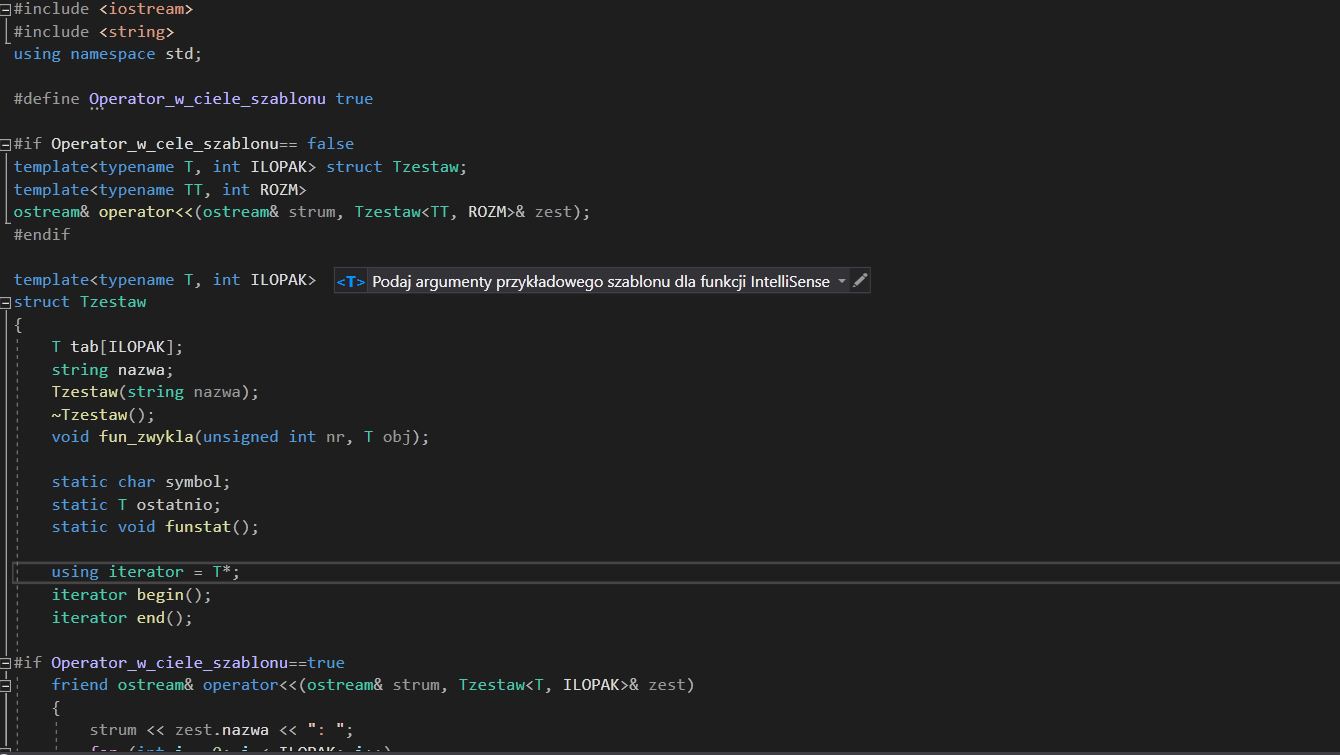 #include <iostream>
#include <string>
using namespace std;
#define Operator_w_ciele_szablonu true
#if Operator_w_cele_szablonu== false
template<typename T, int ILOPAK> struct Tzestaw;
template<typename TT, int ROZM>
ostream& operator<<(ostream& strum, Tzestaw<TT, ROZM>& zest);
#endif
template<typename T, int ILOPAK> <T> Podaj argumenty przykładowego szablonu dla funkcji IntelliSense
struct Tzestaw
{
T tab[ILOPAK];
string nazwa;
Tzestaw(string nazwa);
~Tzestaw();
void fun_zwykla(unsigned int nr, T obj);
static char symbol;
static T ostatnio;
static void funstat();
using iterator = T*;
iterator begin();
iterator end();
#if Operator_w_ciele_szablonu==true
friend ostream& operator<<(ostream& strum, Tzestaw<T, ILOPAK>& zest)
{
strum << zest.nazwa << ": ";
for (int i = 0; i < ILOPAK; i++)